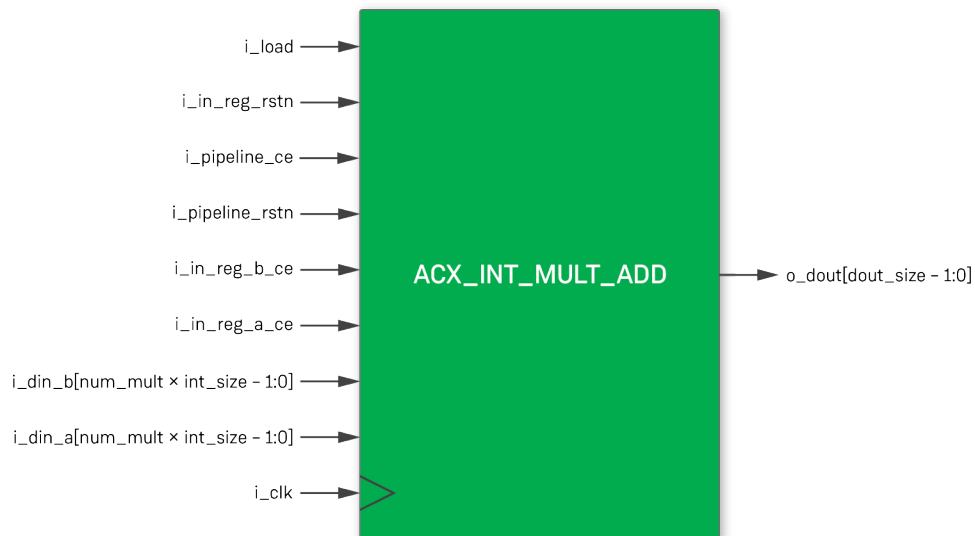 i_load
i_in_reg_rstn
i_pipeline_ce
i_pipeline_rstn
i_in_reg_b_ce
i_in_reg_a_ce
i_din_b[num_mult × int_size – 1:0]
i_din_a[num_mult × int_size – 1:0]
i_clk
ACX_INT_MULT_ADD
o_dout[dout_size – 1:0]